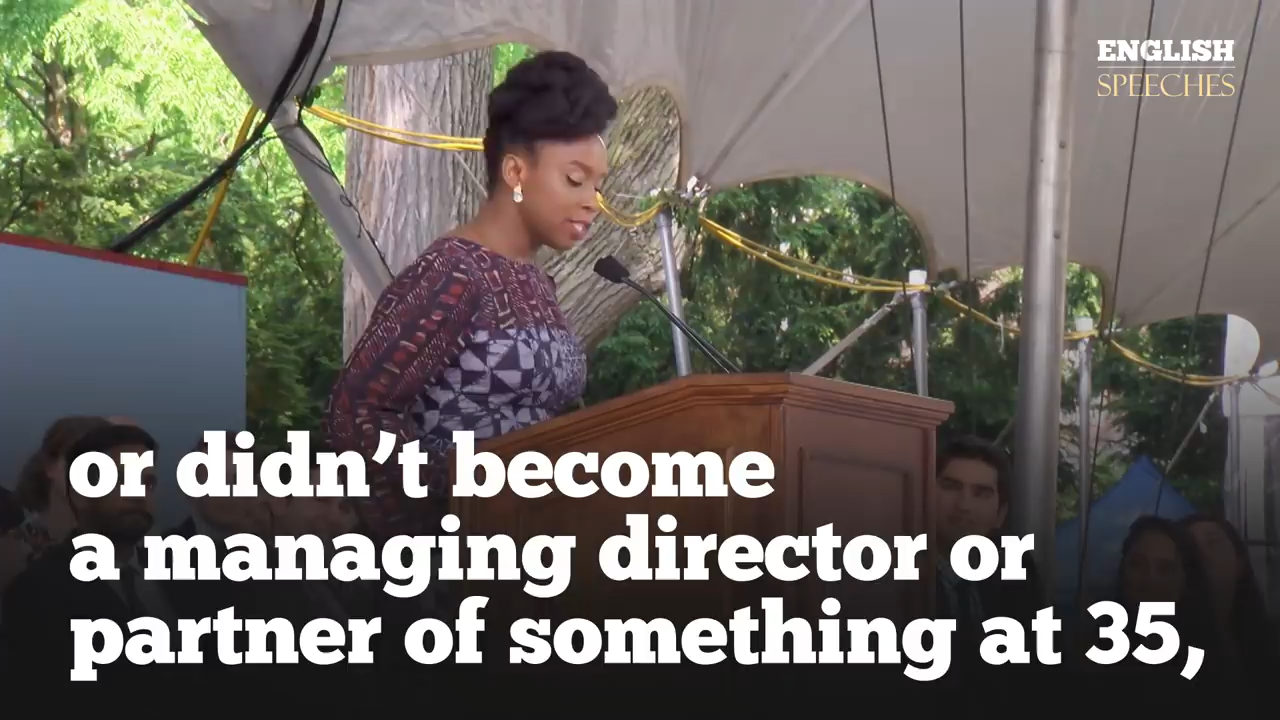 ENGLISH
SPEECHES
or didn’t become
a managing director or
partner of something at 35,